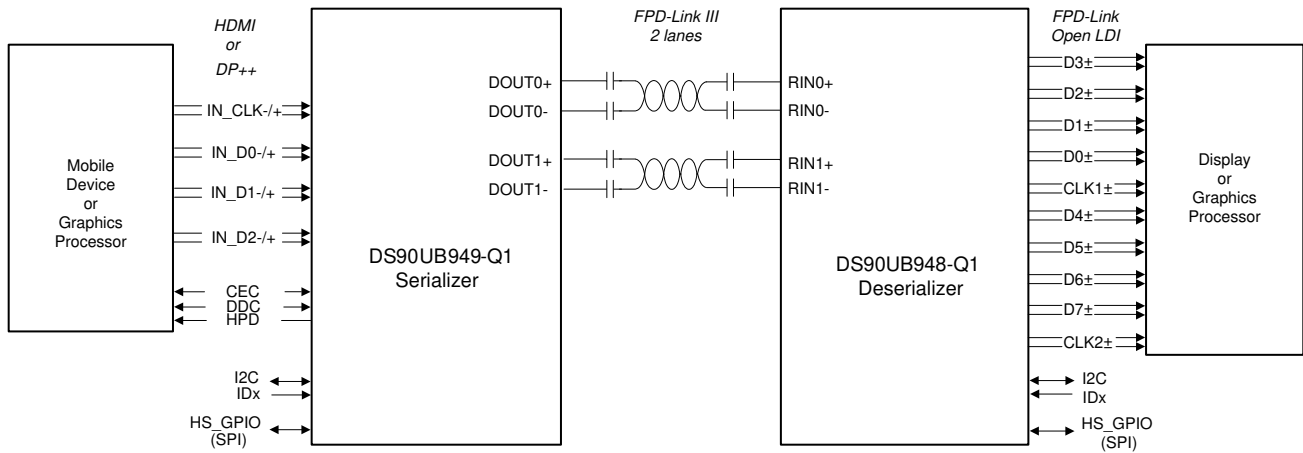 HDMI
or
DP++
FPD-Link III
2 lanes
FPD-Link
Open LDI
Mobile
Device
or
Graphics
Processor
IN_CLK-/+
IN_D0-/+
IN_D1-/+
IN_D2-/+
CEC
DDC
HPD
I2C
IDx
HS_GPIO
(SPI)
DS90UB949-Q1
Serializer
DOUT0+
DOUT0-
DOUT1+
DOUT1-
RIN0+
RIN0-
RIN1+
RIN1-
DS90UB948-Q1
Deserializer
D3±
D2±
D1±
D0±
CLK1±
D4±
D5±
D6±
D7±
CLK2±
I2C
IDx
HS_GPIO
(SPI)
Display
or
Graphics
Processor